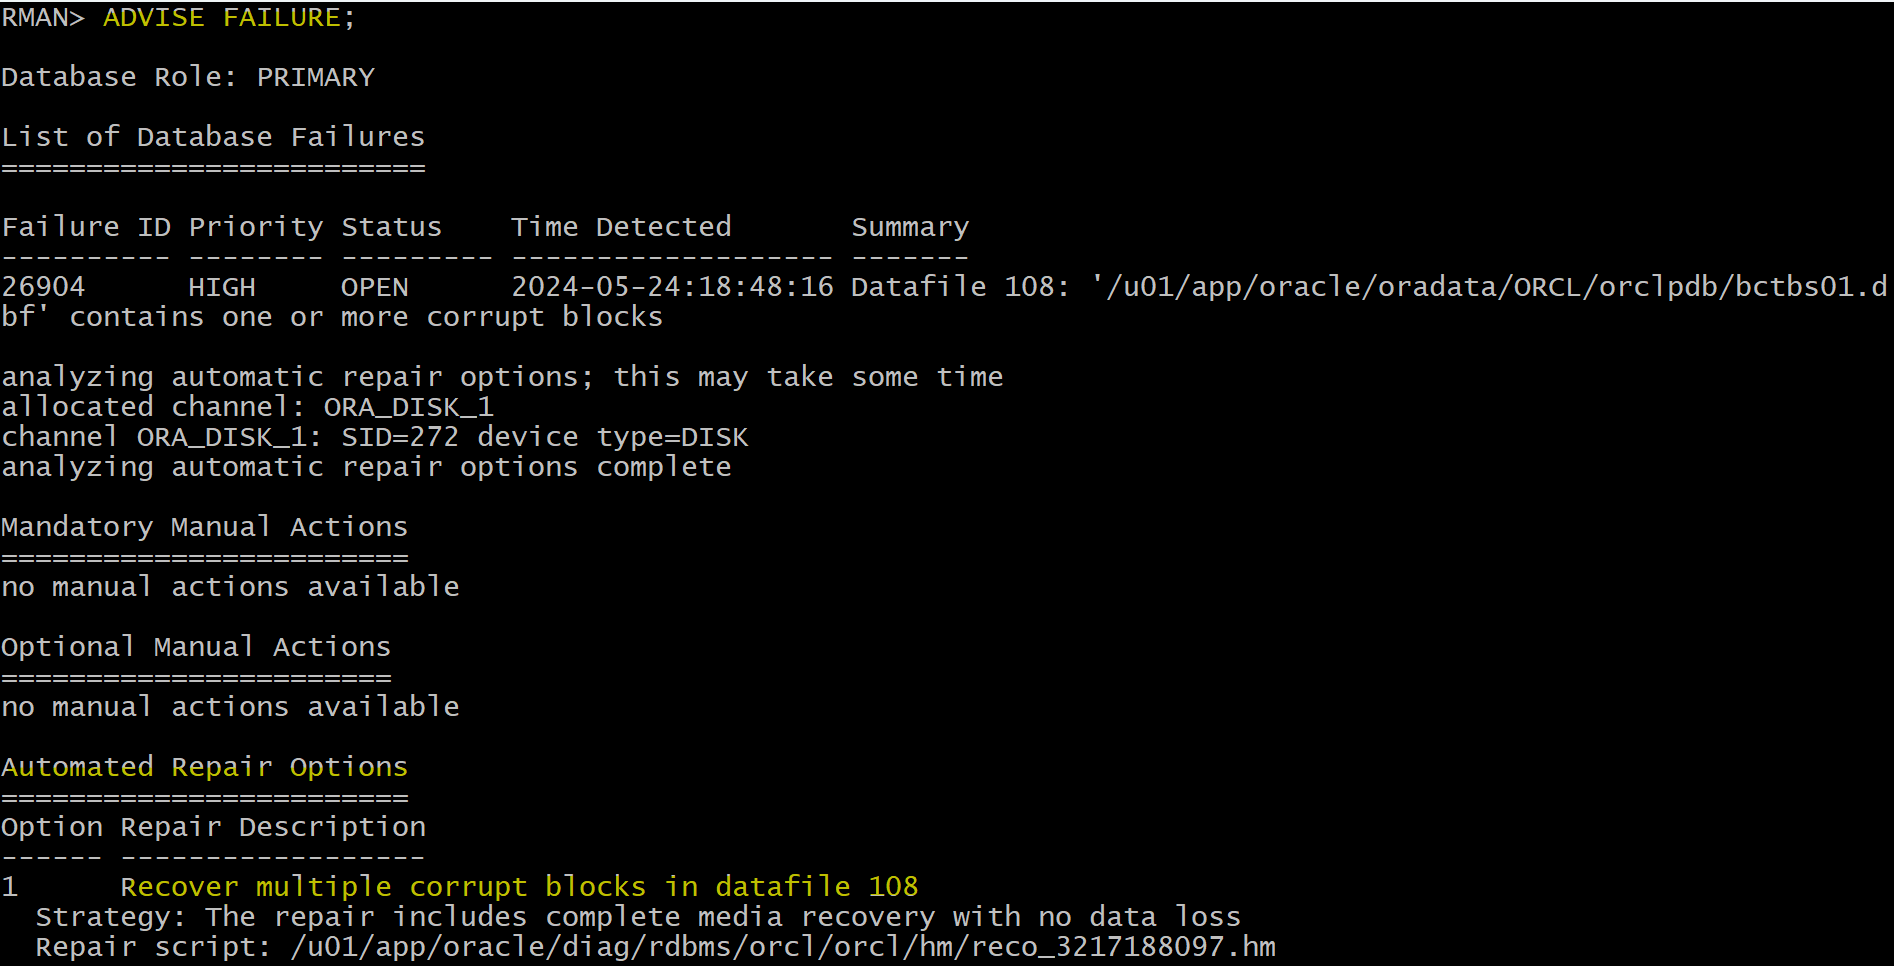 RMAN> ADVISE FAILURE;
Database Role: PRIMARY
List of Database Failures
=========================
Failure ID Priority Status    Time Detected       Summary
---------- -------- --------- ------------------- -------
26904      HIGH     OPEN      2024-05-24:18:48:16 Datafile 108: '/u01/app/oracle/oradata/ORCL/orclpdb/bctbs01.d
bf' contains one or more corrupt blocks
analyzing automatic repair options; this may take some time
allocated channel: ORA_DISK_1
channel ORA_DISK_1: SID=272 device type=DISK
analyzing automatic repair options complete
Mandatory Manual Actions
========================
no manual actions available
Optional Manual Actions
=======================
no manual actions available
Automated Repair Options
========================
Option Repair Description
------ ------------------
1      Recover multiple corrupt blocks in datafile 108
  Strategy: The repair includes complete media recovery with no data loss
  Repair script: /u01/app/oracle/diag/rdbms/orcl/orcl/hm/reco_3217188097.hm